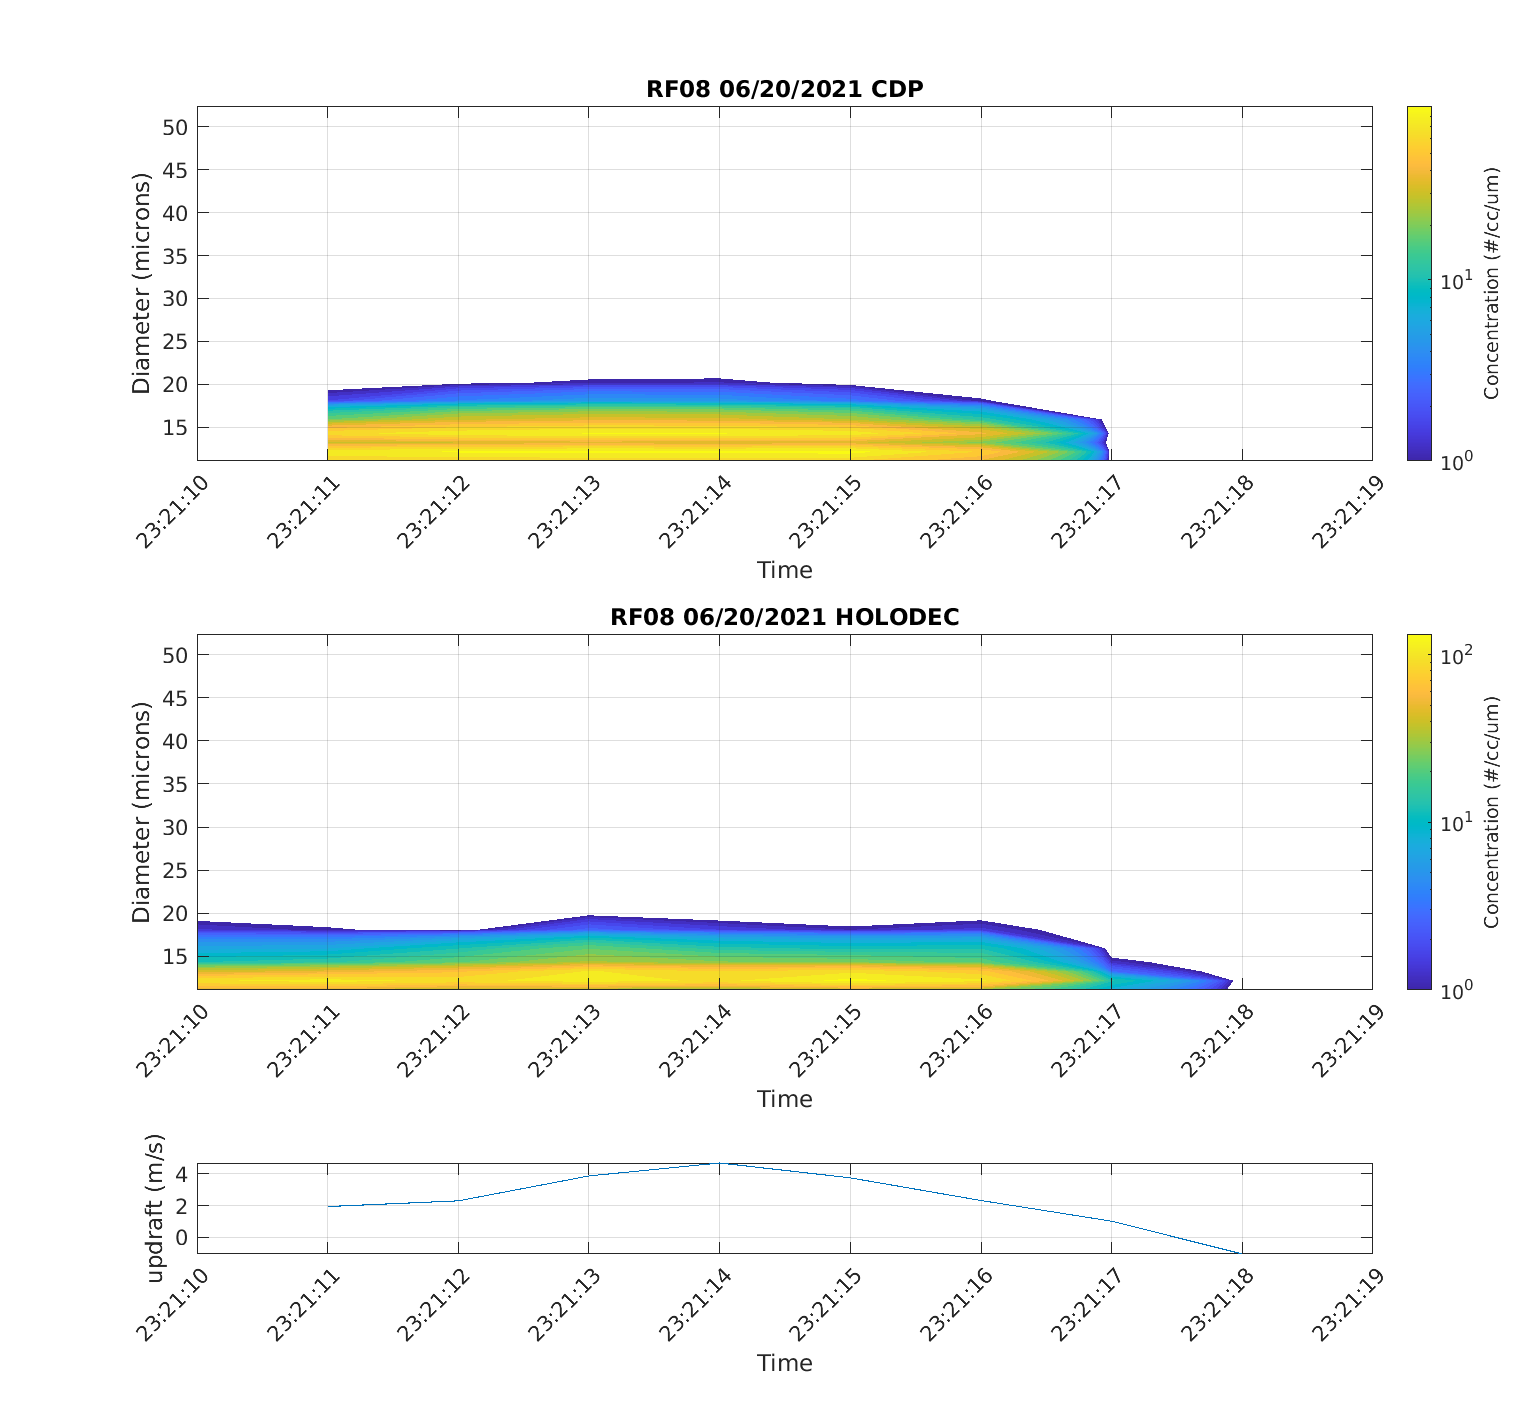 RF08 06/20/2021 CDP
Diameter (microns)
50
45
40
35
30
25
20
15
23:21:10 23:21:11 23:21:12 23:21:13 23:21:14 23:21:15 23:21:16 23:21:17 23:21:18 23:21:19
Time
10^1
10^0
Concentration (#/cc/um)
RF08 06/20/2021 HOLODEC
Diameter (microns)
50
45
40
35
30
25
20
15
23:21:10 23:21:11 23:21:12 23:21:13 23:21:14 23:21:15 23:21:16 23:21:17 23:21:18 23:21:19
Time
10^2
10^1
10^0
Concentration (#/cc/um)
updraft (m/s)
4
2
0
23:21:10 23:21:11 23:21:12 23:21:13 23:21:14 23:21:15 23:21:16 23:21:17 23:21:18 23:21:19
Time